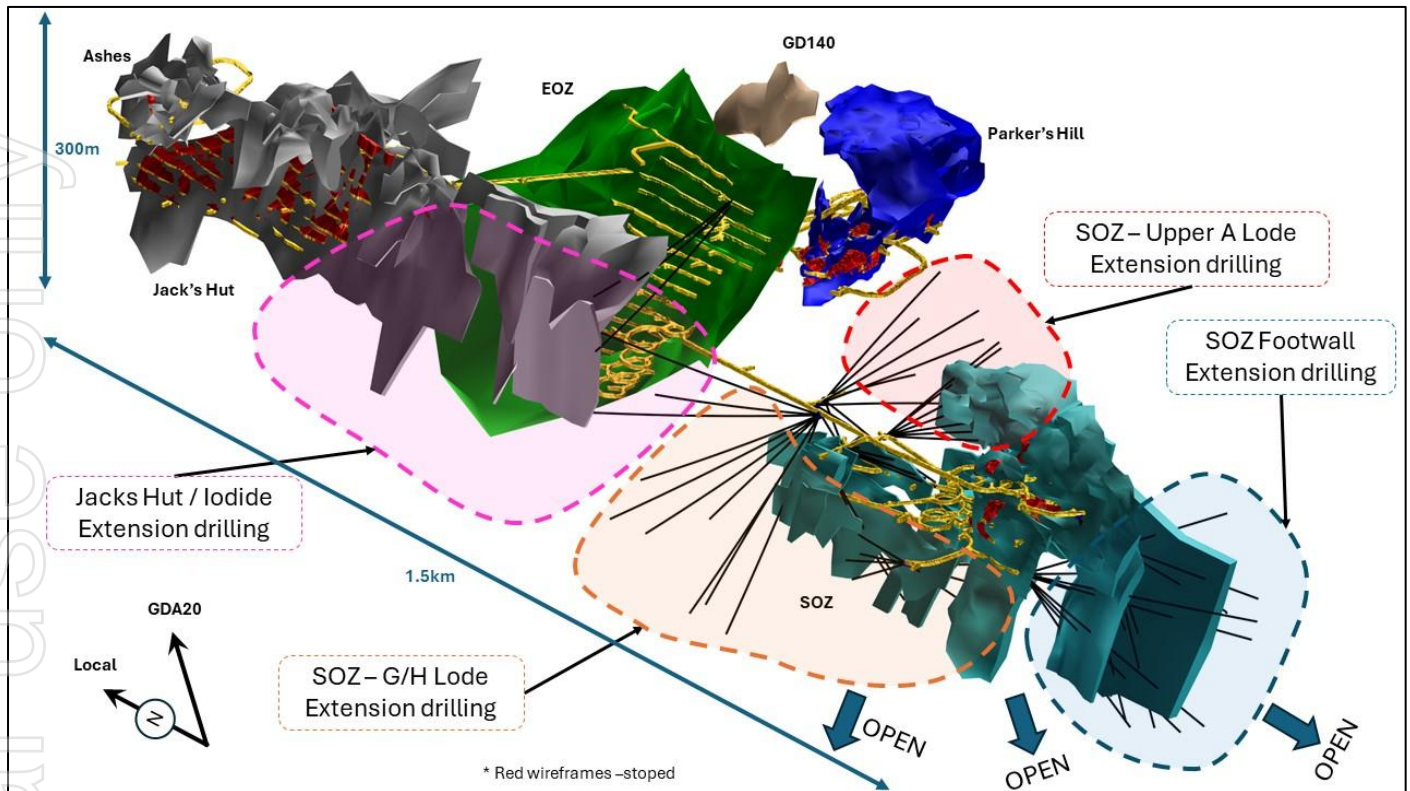 Ashes
GD140
EOZ
Parker's Hill
300m
SOZ – Upper A Lode
Extension drilling
Jack's Hut
SOZ Footwall
Extension drilling
Jacks Hut / Iodide
Extension drilling
1.5km
SOZ
GDA20
Local
N
SOZ – G/H Lode
Extension drilling
OPEN
OPEN
OPEN
* Red wireframes –stoped